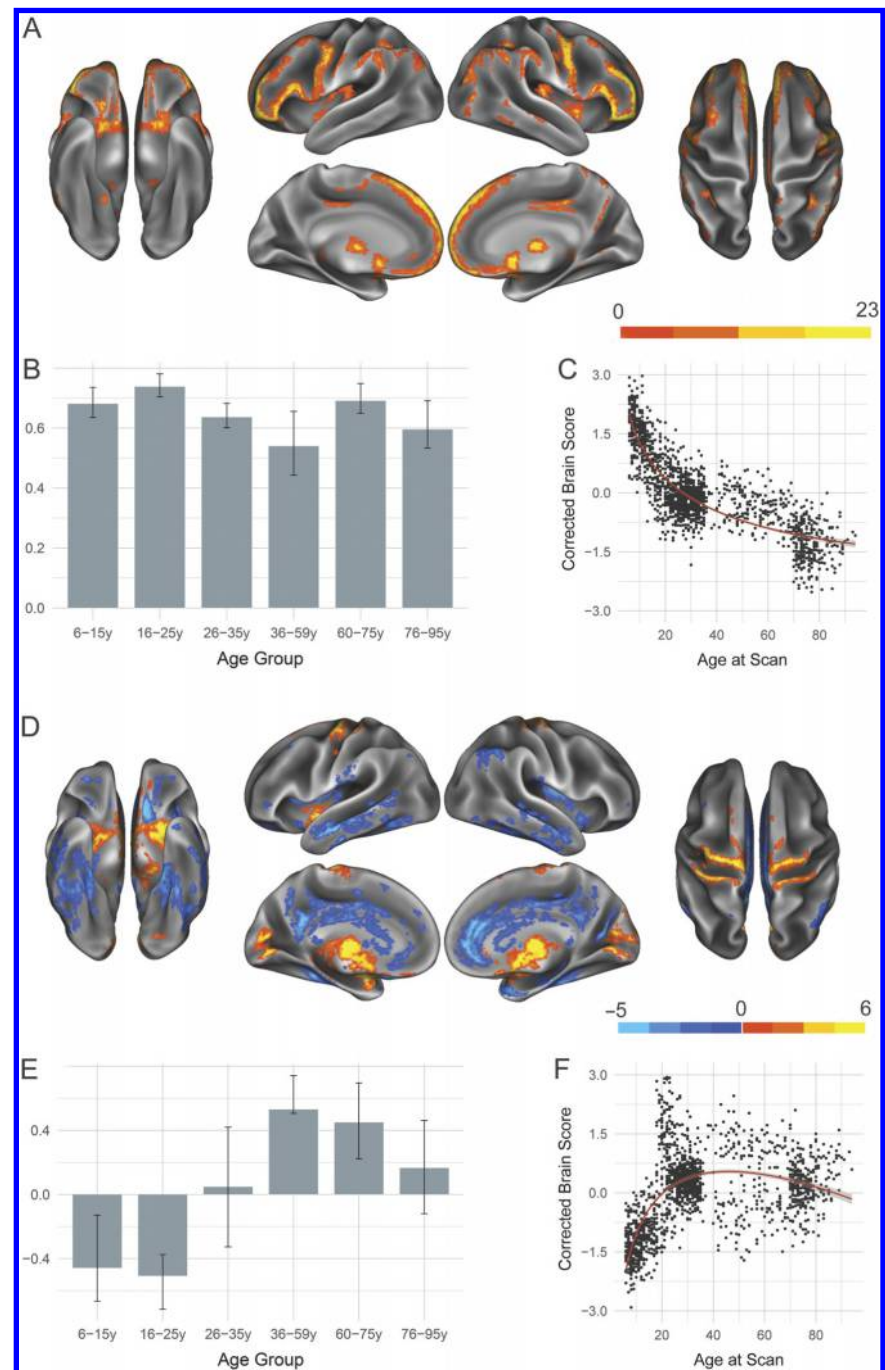 A
0 23
B
0.6
0.4
0.2
0.0
6−15y 16−25y 26−35y 36−59y 60−75y 76−95y
Age Group
C
Corrected Brain Score
3.0
1.5
0.0
−1.5
−3.0
20 40 60 80
Age at Scan
D
−5 0 6
E
0.4
0.0
−0.4
6−15y 16−25y 26−35y 36−59y 60−75y 76−95y
Age Group
F
Corrected Brain Score
3.0
1.5
0.0
−1.5
−3.0
20 40 60 80
Age at Scan